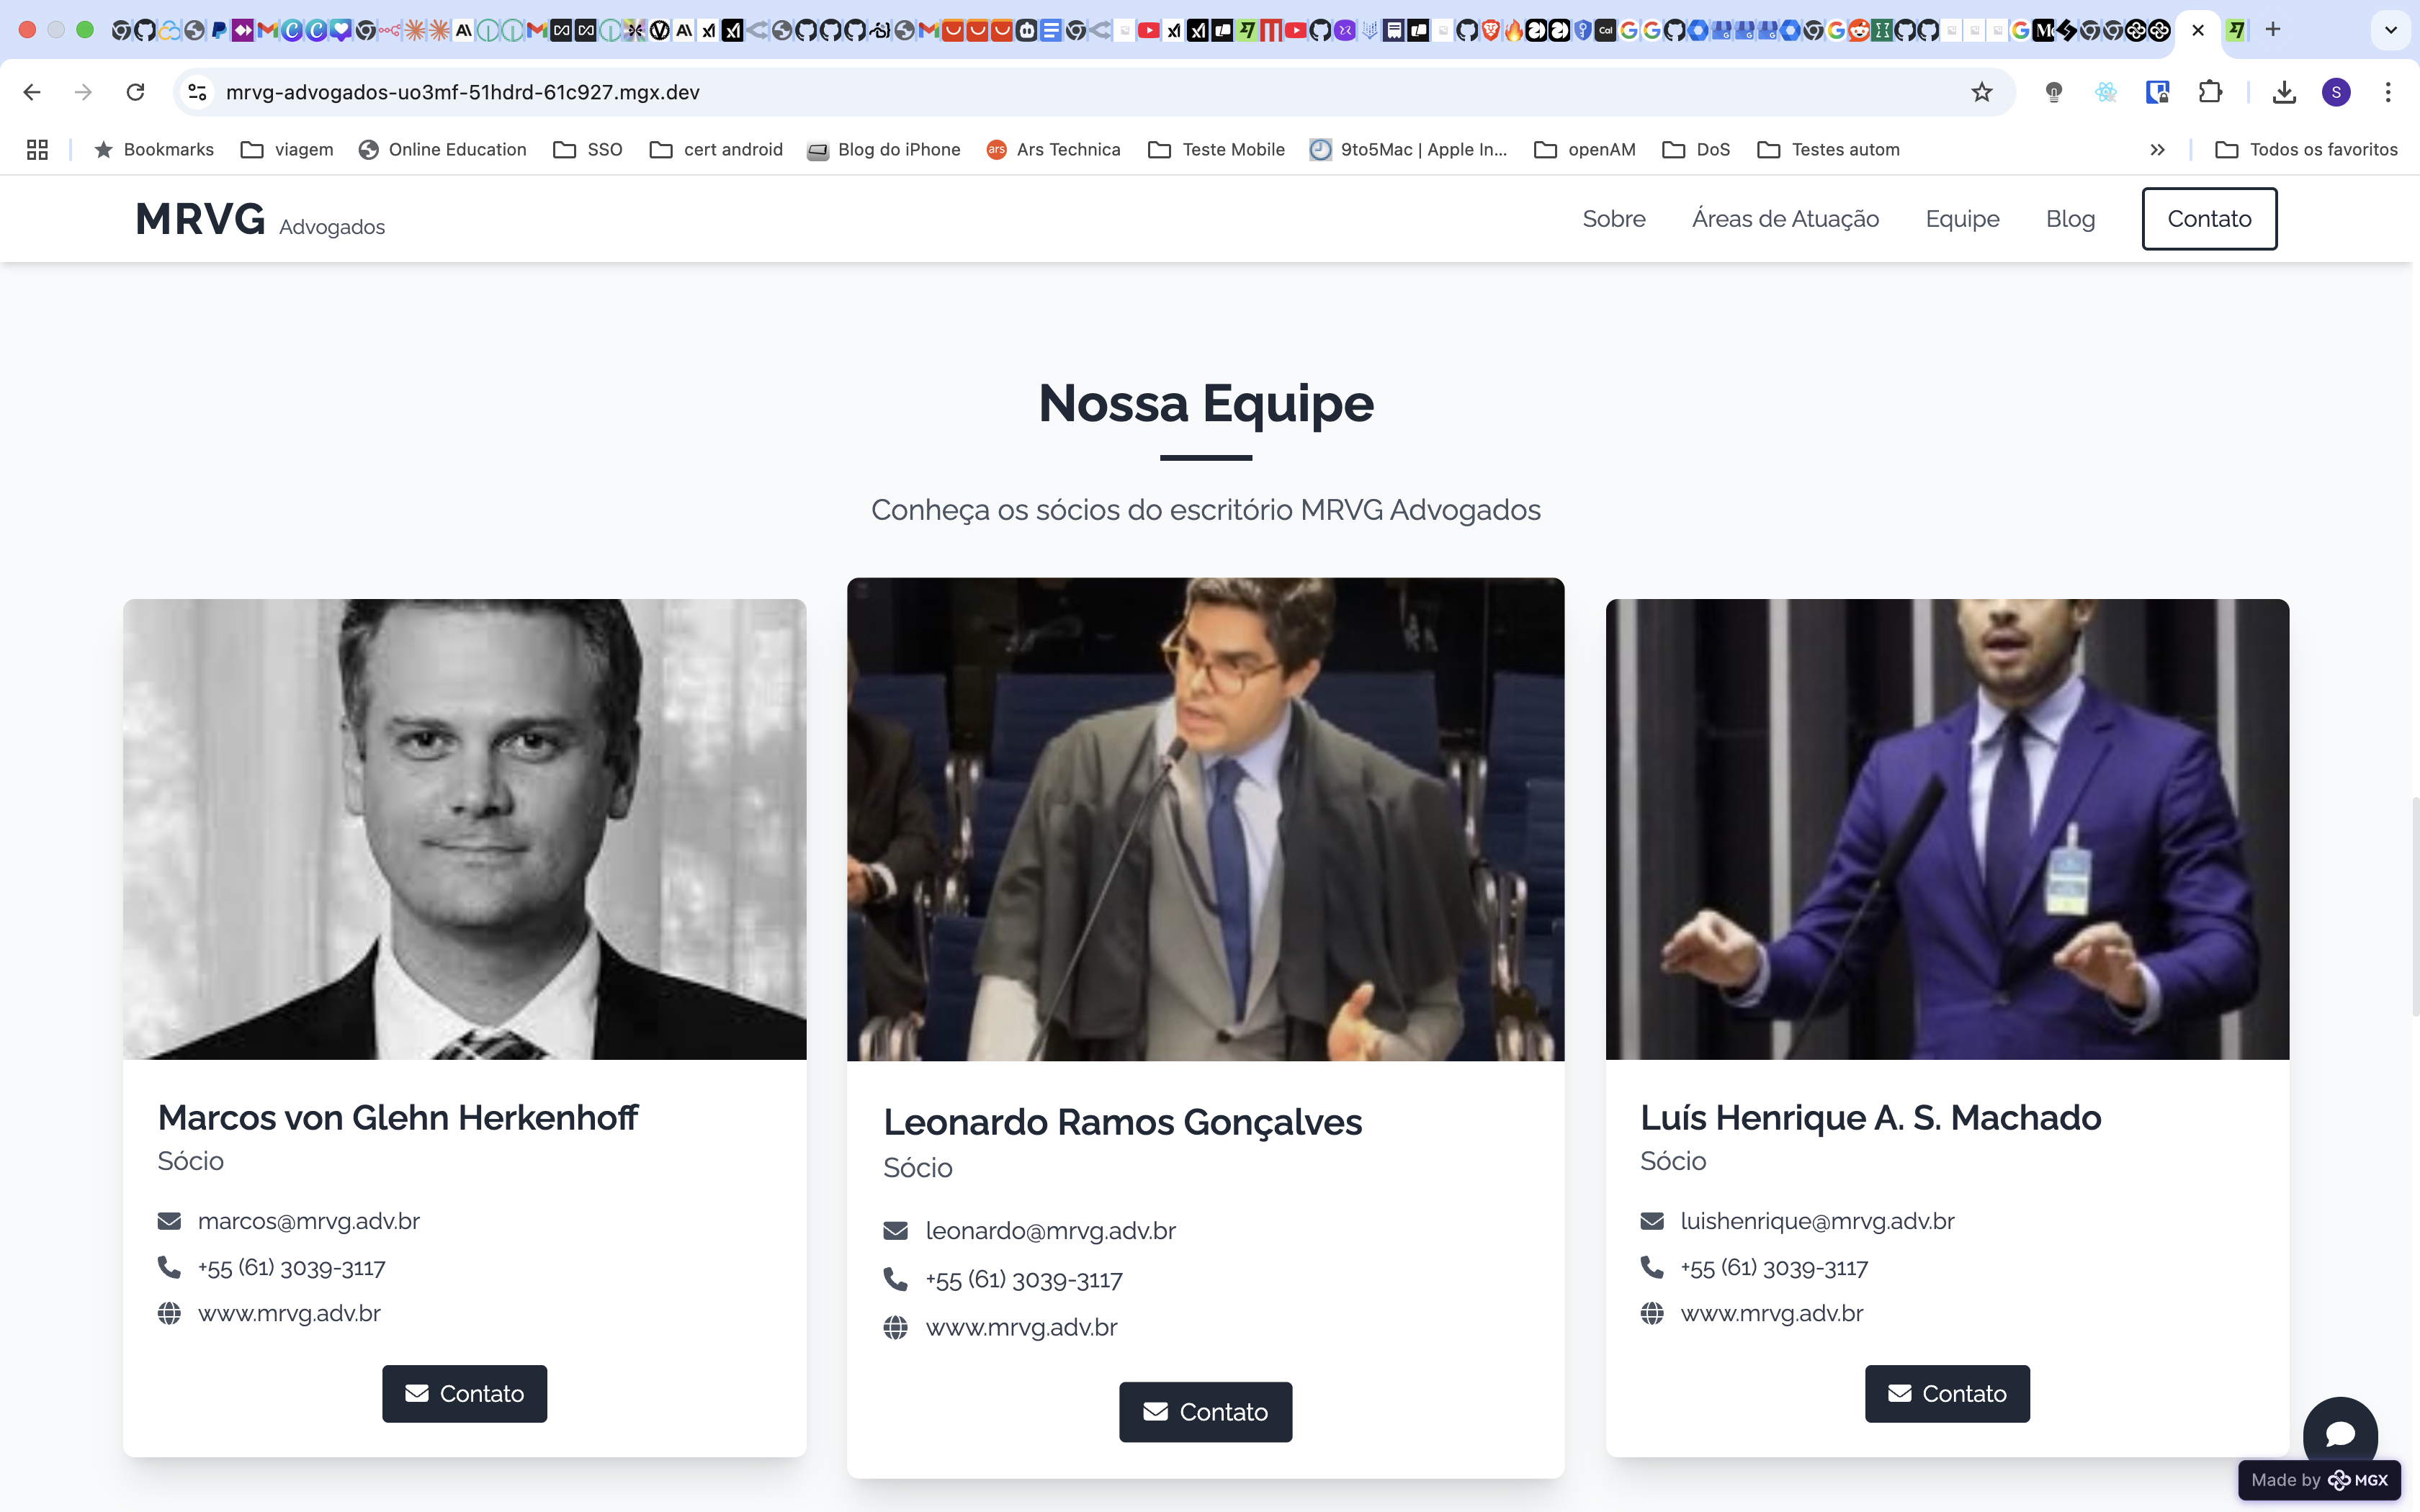 mrvg-advogados-uo3mf-51hdrd-61c927.mgx.dev
S
Bookmarks viagem Online Education SSO cert android Blog do iPhone ars Ars Technica Teste Mobile 9to5Mac | Apple In... openAM DoS Testes autom » Todos os favoritos
MRVG Advogados Sobre Áreas de Atuação Equipe Blog Contato
Nossa Equipe
Conheça os sócios do escritório MRVG Advogados
Marcos von Glehn Herkenhoff
Sócio
marcos@mrvg.adv.br
+55 (61) 3039-3117
www.mrvg.adv.br
Contato
Leonardo Ramos Gonçalves
Sócio
leonardo@mrvg.adv.br
+55 (61) 3039-3117
www.mrvg.adv.br
Contato
Luís Henrique A. S. Machado
Sócio
luishenrique@mrvg.adv.br
+55 (61) 3039-3117
www.mrvg.adv.br
Contato
Made by MGX